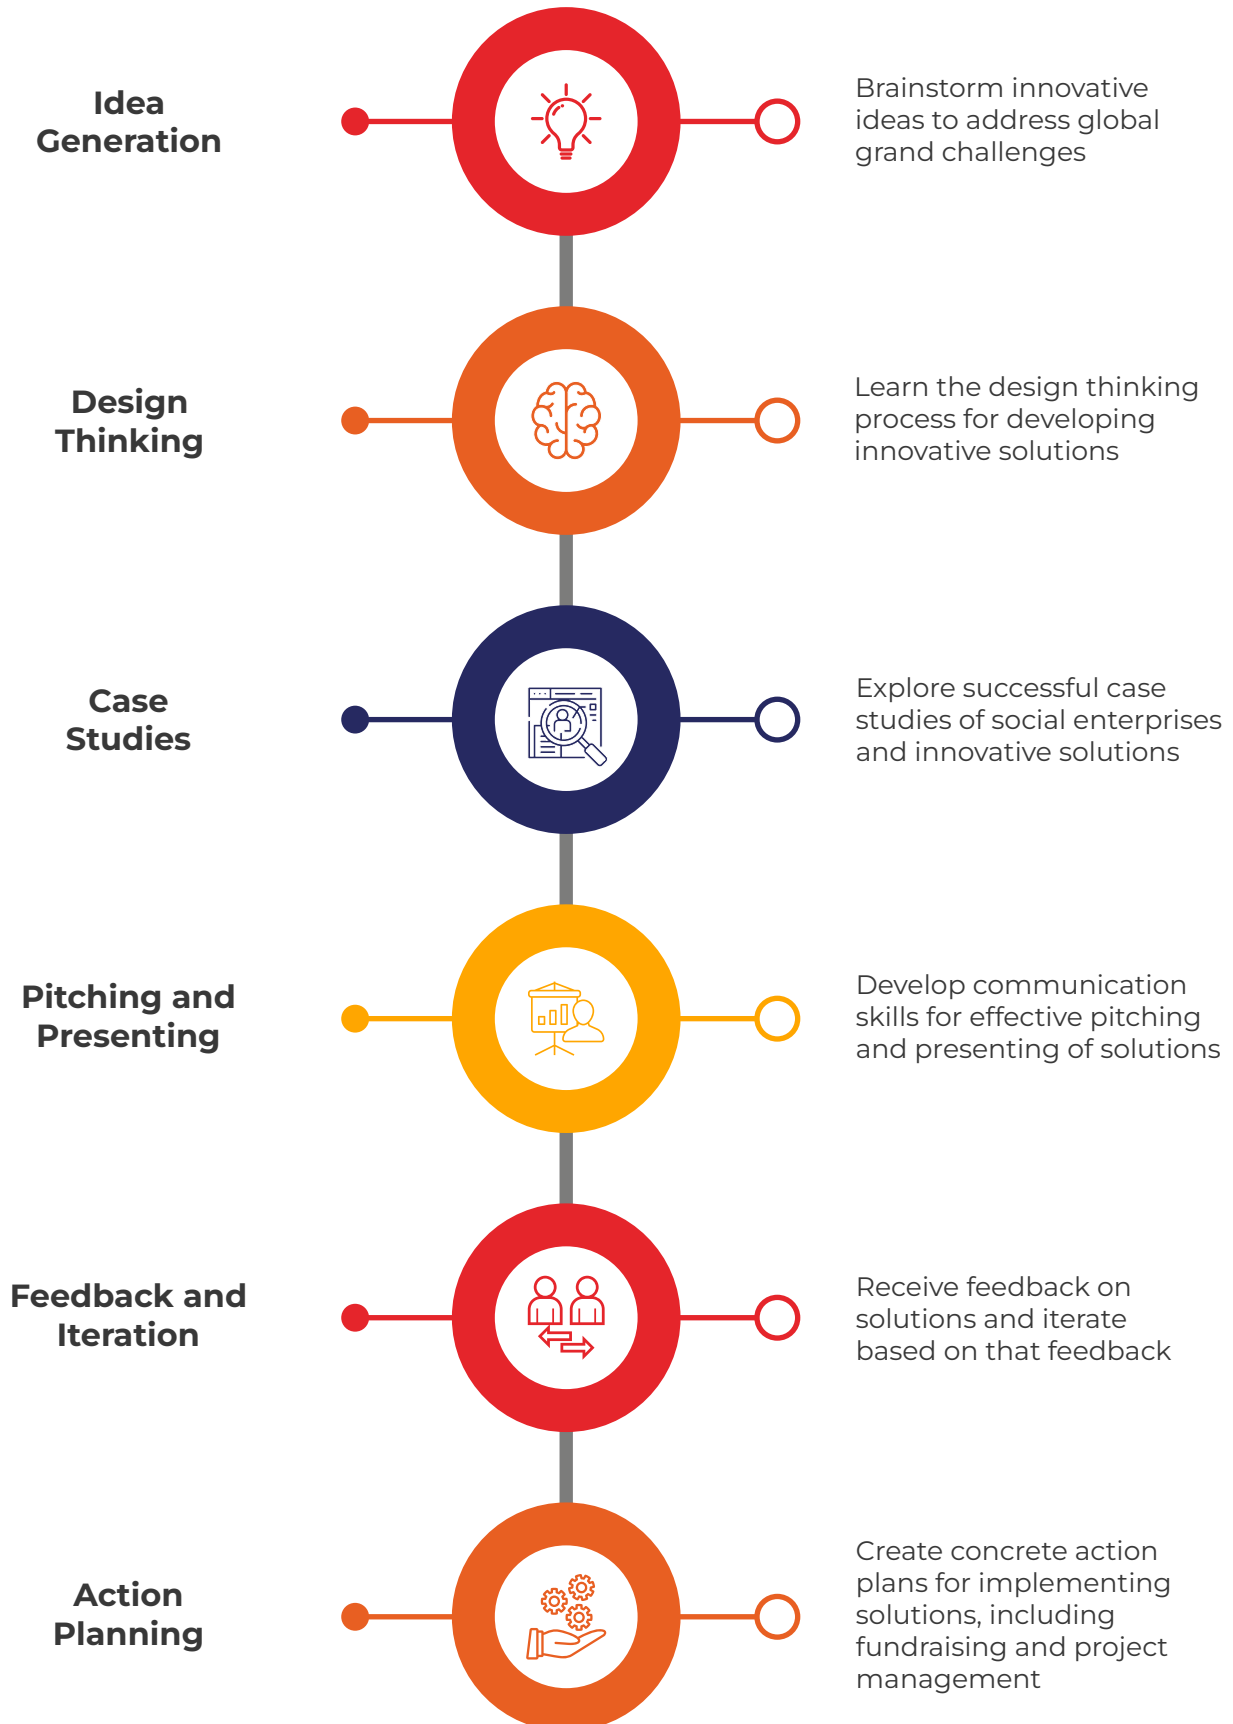 Idea
Generation
Brainstorm innovative
ideas to address global
grand challenges
Design
Thinking
Learn the design thinking
process for developing
innovative solutions
Case
Studies
Explore successful case
studies of social enterprises
and innovative solutions
Pitching and
Presenting
Develop communication
skills for effective pitching
and presenting of solutions
Feedback and
Iteration
Receive feedback on
solutions and iterate
based on that feedback
Action
Planning
Create concrete action
plans for implementing
solutions, including
fundraising and project
management